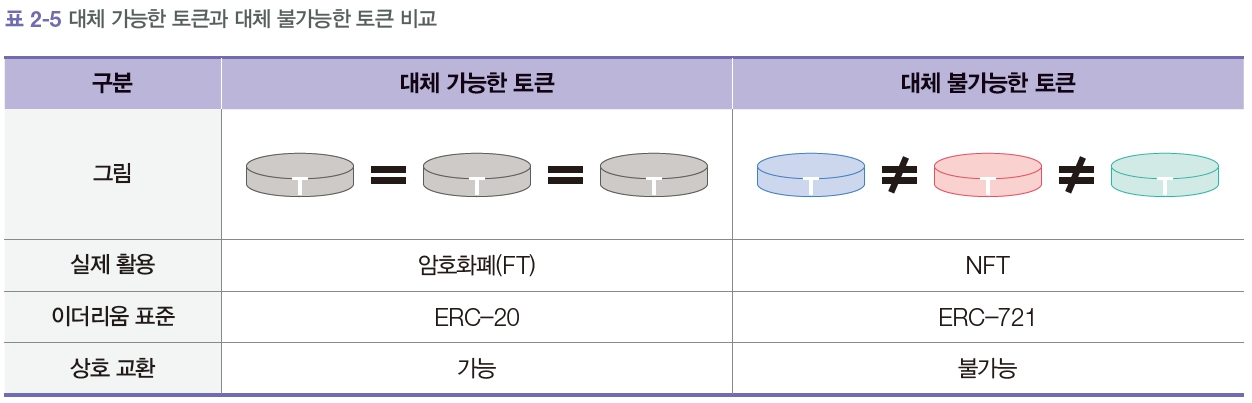 표 2-5 대체 가능한 토큰과 대체 불가능한 토큰 비교
구분 대체 가능한 토큰 대체 불가능한 토큰
그림 T = T = T T ≠ T ≠ T
실제 활용 암호화폐(FT) NFT
이더리움 표준 ERC–20 ERC–721
상호 교환 가능 불가능